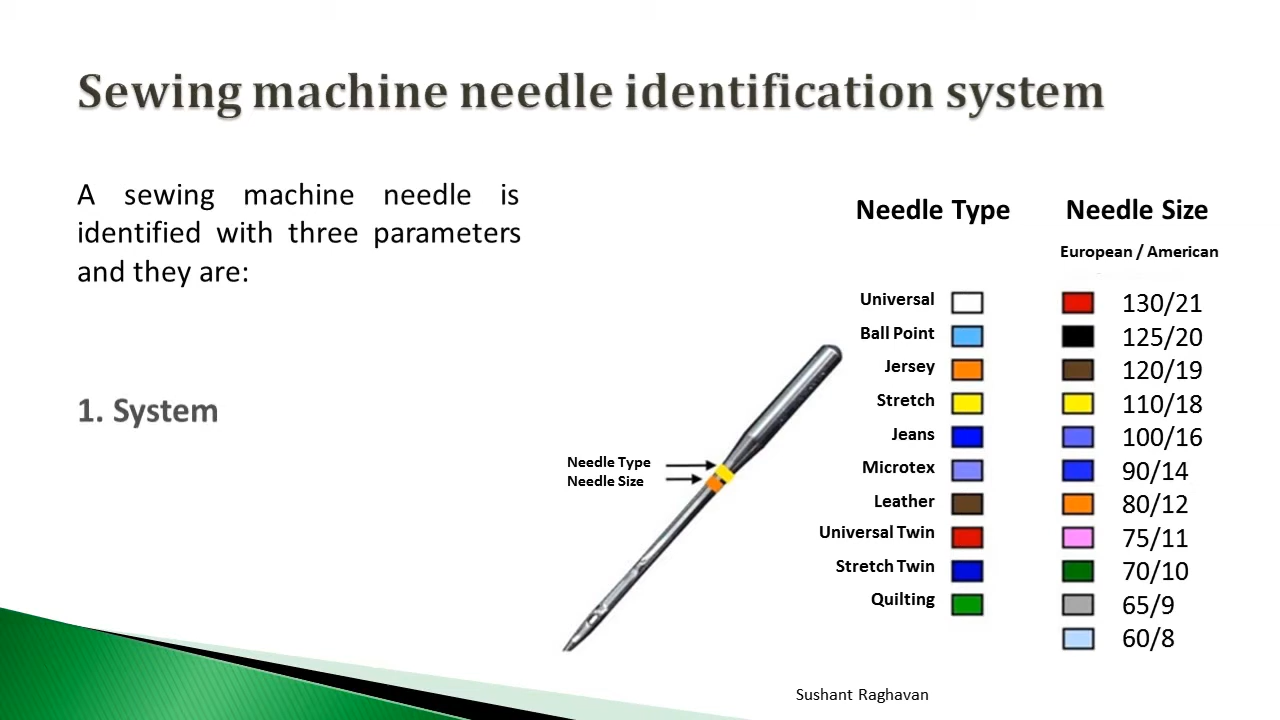 Sewing machine needle identification system
A sewing machine needle is
identified with three parameters
and they are:
1. System
Needle Type
Needle Size
Needle Type Needle Size
European / American
Universal 130/21
Ball Point 125/20
Jersey 120/19
Stretch 110/18
Jeans 100/16
Microtex 90/14
Leather 80/12
Universal Twin 75/11
Stretch Twin 70/10
Quilting 65/9
60/8
Sushant Raghavan